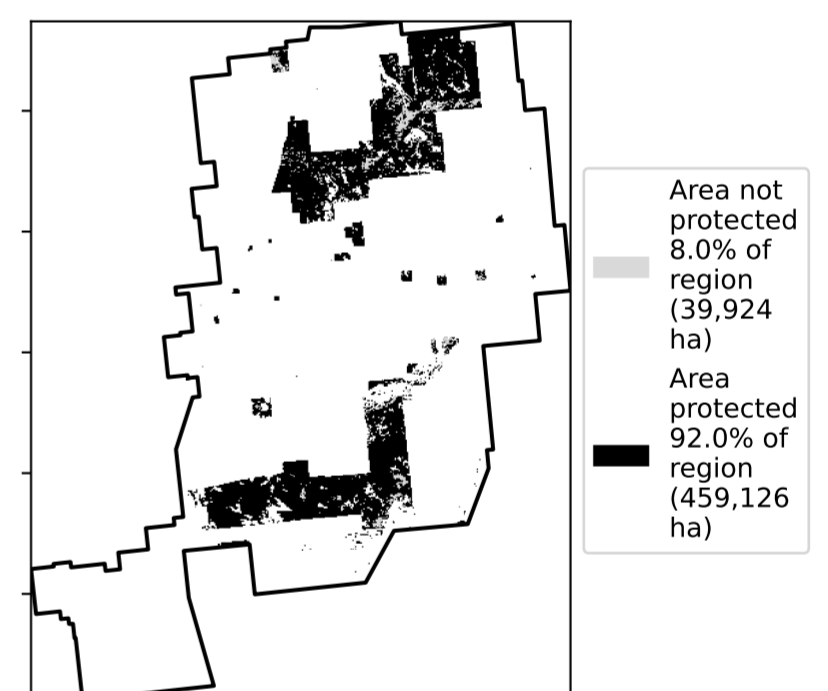 Area not
protected
8.0% of
region
(39,924
ha)
Area
protected
92.0% of
region
(459,126
ha)